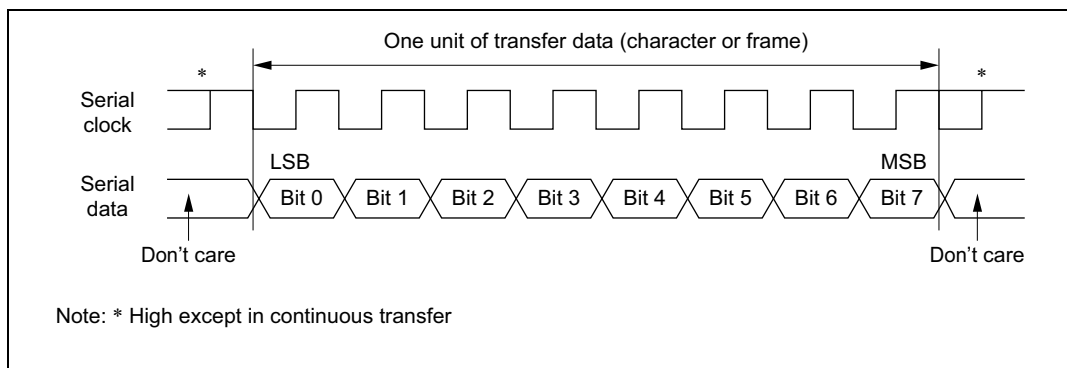 One unit of transfer data (character or frame)
* *
Serial clock
LSB MSB
Serial data
Bit 0 Bit 1 Bit 2 Bit 3 Bit 4 Bit 5 Bit 6 Bit 7
Don’t care Don’t care
Note: * High except in continuous transfer